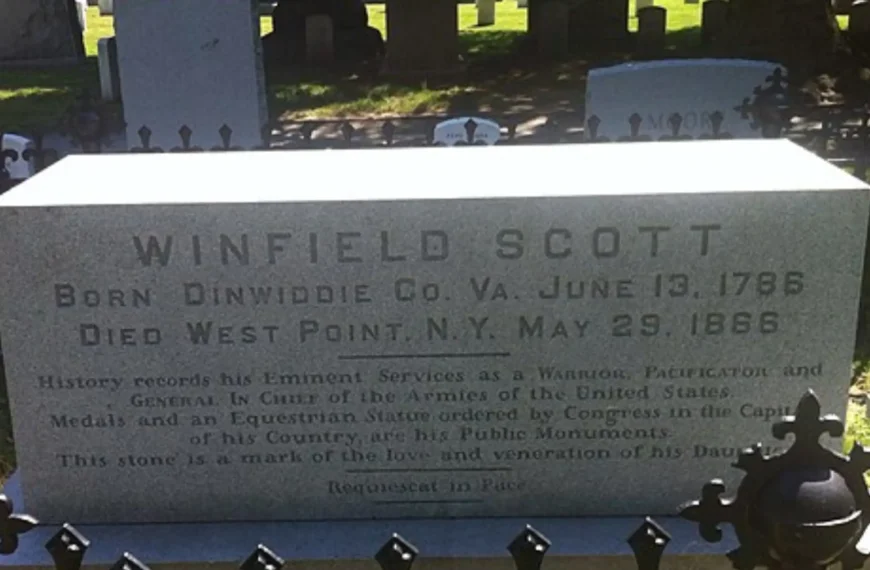 MOORE
WINFIELD SCOTT
BORN DINWIDDIE CO. VA. JUNE 13, 1786
DIED WEST POINT, N.Y. MAY 29, 1866
History records his Eminent Services as a WARRIOR, PACIFICATOR and
GENERAL IN CHIEF of the Armies of the United States.
Medals and an Equestrian Statue ordered by Congress in the
of his Country, are his Public Monuments.
This stone is a mark of the love and veneration of his
Requiescat in Pace